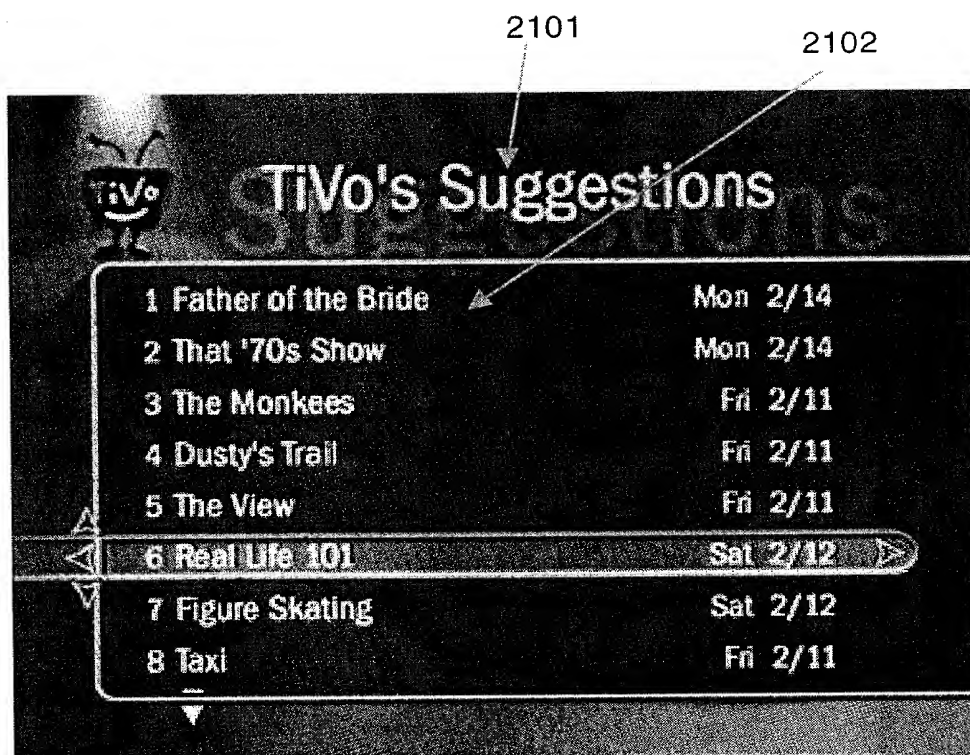 2101
2102
TiVo
TiVo's Suggestions
Suggestions
1 Father of the Bride Mon 2/14
2 That '70s Show Mon 2/14
3 The Monkees Fri 2/11
4 Dusty's Trail Fri 2/11
5 The View Fri 2/11
6 Real Life 101 Sat 2/12
7 Figure Skating Sat 2/12
8 Taxi Fri 2/11